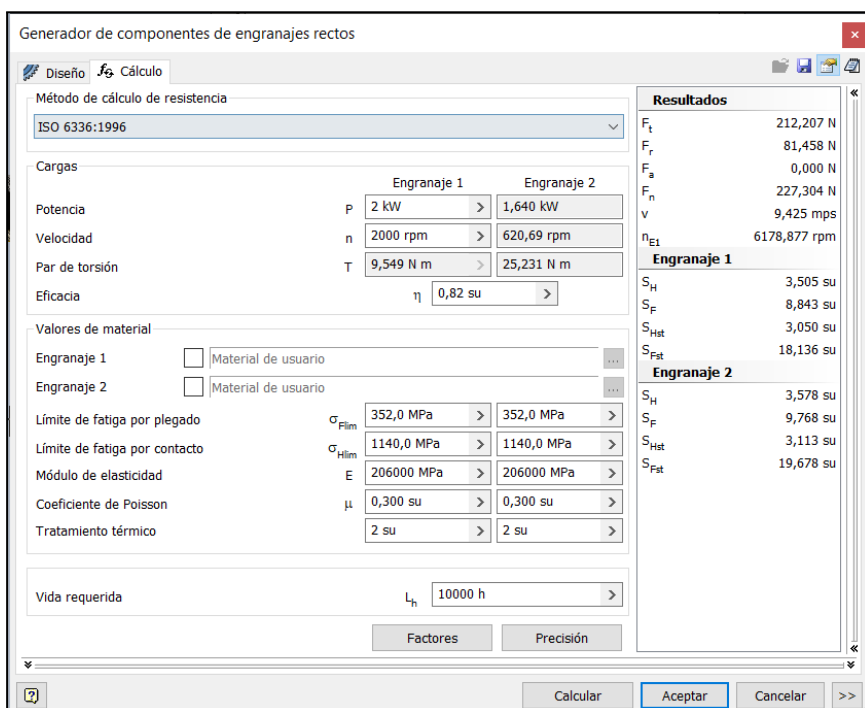 Generador de componentes de engranajes rectos
Diseño
Cálculo
Método de cálculo de resistencia
ISO 6336:1996
Cargas
Engranaje 1 Engranaje 2
Potencia P 2 kW 1,640 kW
Velocidad n 2000 rpm 620,69 rpm
Par de torsión T 9,549 N m 25,231 N m
Eficacia η 0,82 su
Valores de material
Engranaje 1 Material de usuario ...
Engranaje 2 Material de usuario ...
Límite de fatiga por plegado σFlim 352,0 MPa 352,0 MPa
Límite de fatiga por contacto σHlim 1140,0 MPa 1140,0 MPa
Módulo de elasticidad E 206000 MPa 206000 MPa
Coeficiente de Poisson μ 0,300 su 0,300 su
Tratamiento térmico 2 su 2 su
Vida requerida Lh 10000 h
Factores Precisión
Resultados
Ft 212,207 N
Fr 81,458 N
Fa 0,000 N
Fn 227,304 N
v 9,425 mps
nE1 6178,877 rpm
Engranaje 1
SH 3,505 su
SF 8,843 su
SHst 3,050 su
SFst 18,136 su
Engranaje 2
SH 3,578 su
SF 9,768 su
SHst 3,113 su
SFst 19,678 su
Calcular Aceptar Cancelar >>